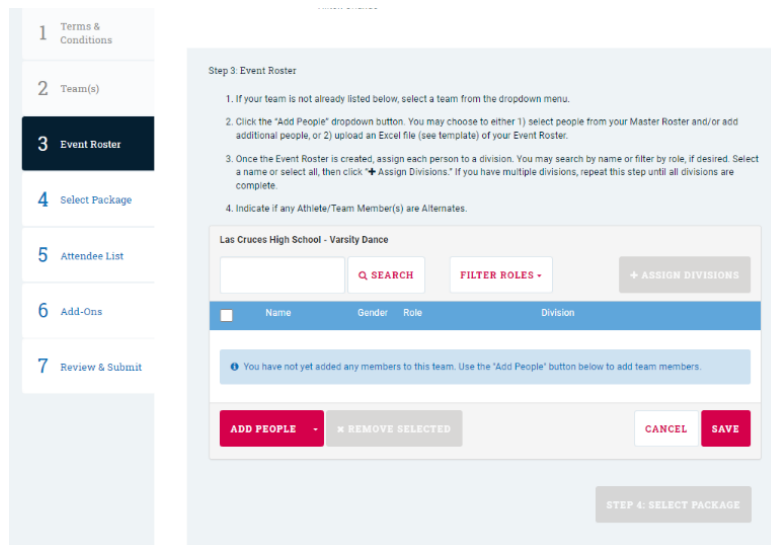 1 Terms &
Conditions
2 Team(s)
3 Event Roster
4 Select Package
5 Attendee List
6 Add-Ons
7 Review & Submit
Step 3: Event Roster
1. If your team is not already listed below, select a team from the dropdown menu.
2. Click the "Add People" dropdown button. You may choose to either 1) select people from your Master Roster and/or add
additional people, or 2) upload an Excel file (see template) of your Event Roster.
3. Once the Event Roster is created, assign each person to a division. You may search by name or filter by role, if desired. Select
a name or select all, then click "✚ Assign Divisions." If you have multiple divisions, repeat this step until all divisions are
complete.
4. Indicate if any Athlete/Team Member(s) are Alternates.
Las Cruces High School - Varsity Dance
SEARCH
FILTER ROLES
+ ASSIGN DIVISIONS
Name Gender Role Division
You have not yet added any members to this team. Use the "Add People" button below to add team members.
ADD PEOPLE
✖ REMOVE SELECTED
CANCEL
SAVE
STEP 4: SELECT PACKAGE